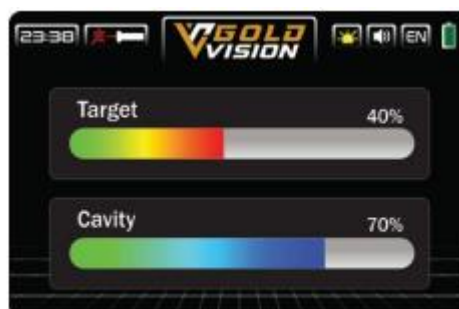 23:38
GOLD
VISION
EN
Target
40%
Cavity
70%